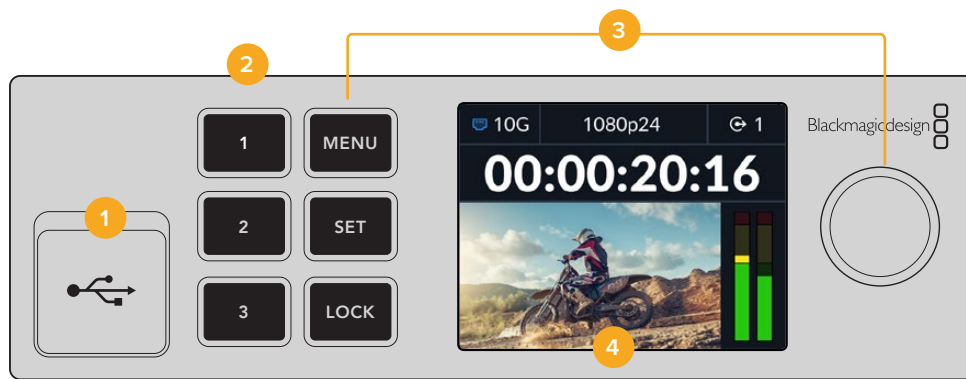 3
2
10G 1080p24 1
Blackmagicdesign
1 MENU
00:00:20:16
1
2 SET
3 LOCK
4